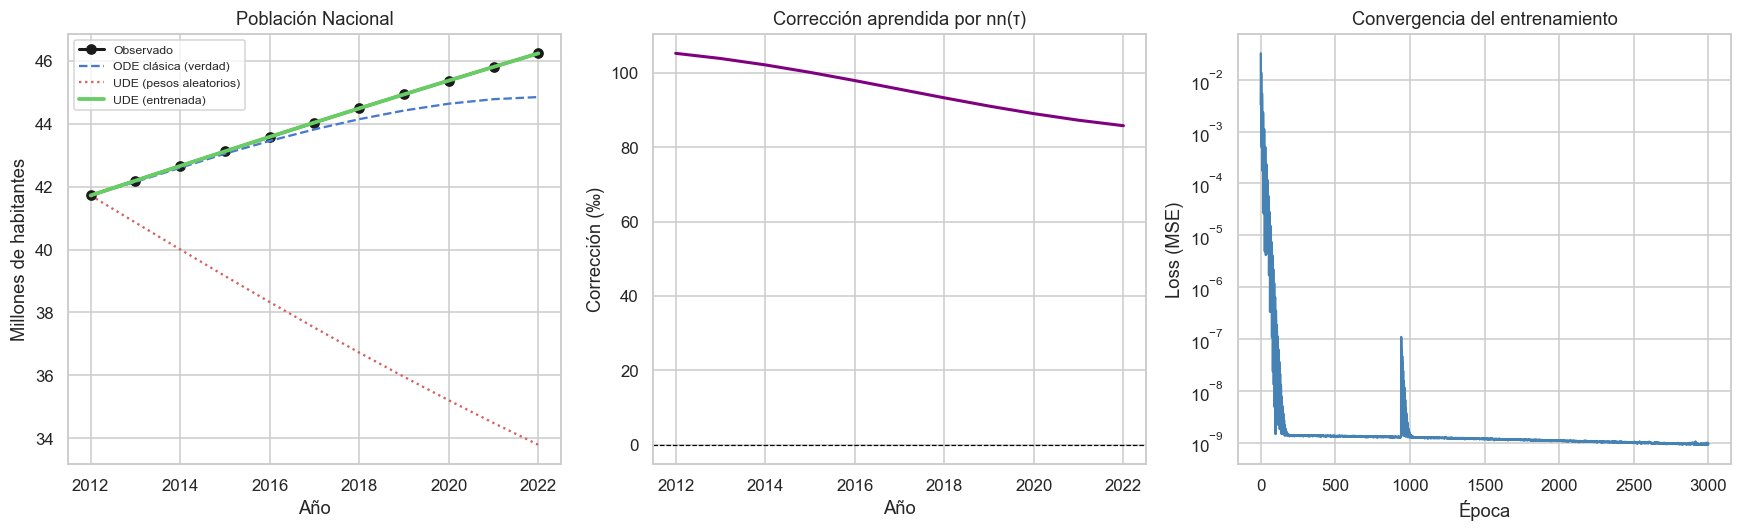 Población Nacional
Observado
ODE clásica (verdad)
UDE (pesos aleatorios)
UDE (entrenada)
Millones de habitantes
46
44
42
40
38
36
34
2012 2014 2016 2018 2020 2022
Año
Corrección aprendida por nn(τ)
Corrección (‰)
100
80
60
40
20
0
2012 2014 2016 2018 2020 2022
Año
Convergencia del entrenamiento
Loss (MSE)
10⁻²
10⁻³
10⁻⁴
10⁻⁵
10⁻⁶
10⁻⁷
10⁻⁸
10⁻⁹
0 500 1000 1500 2000 2500 3000
Época